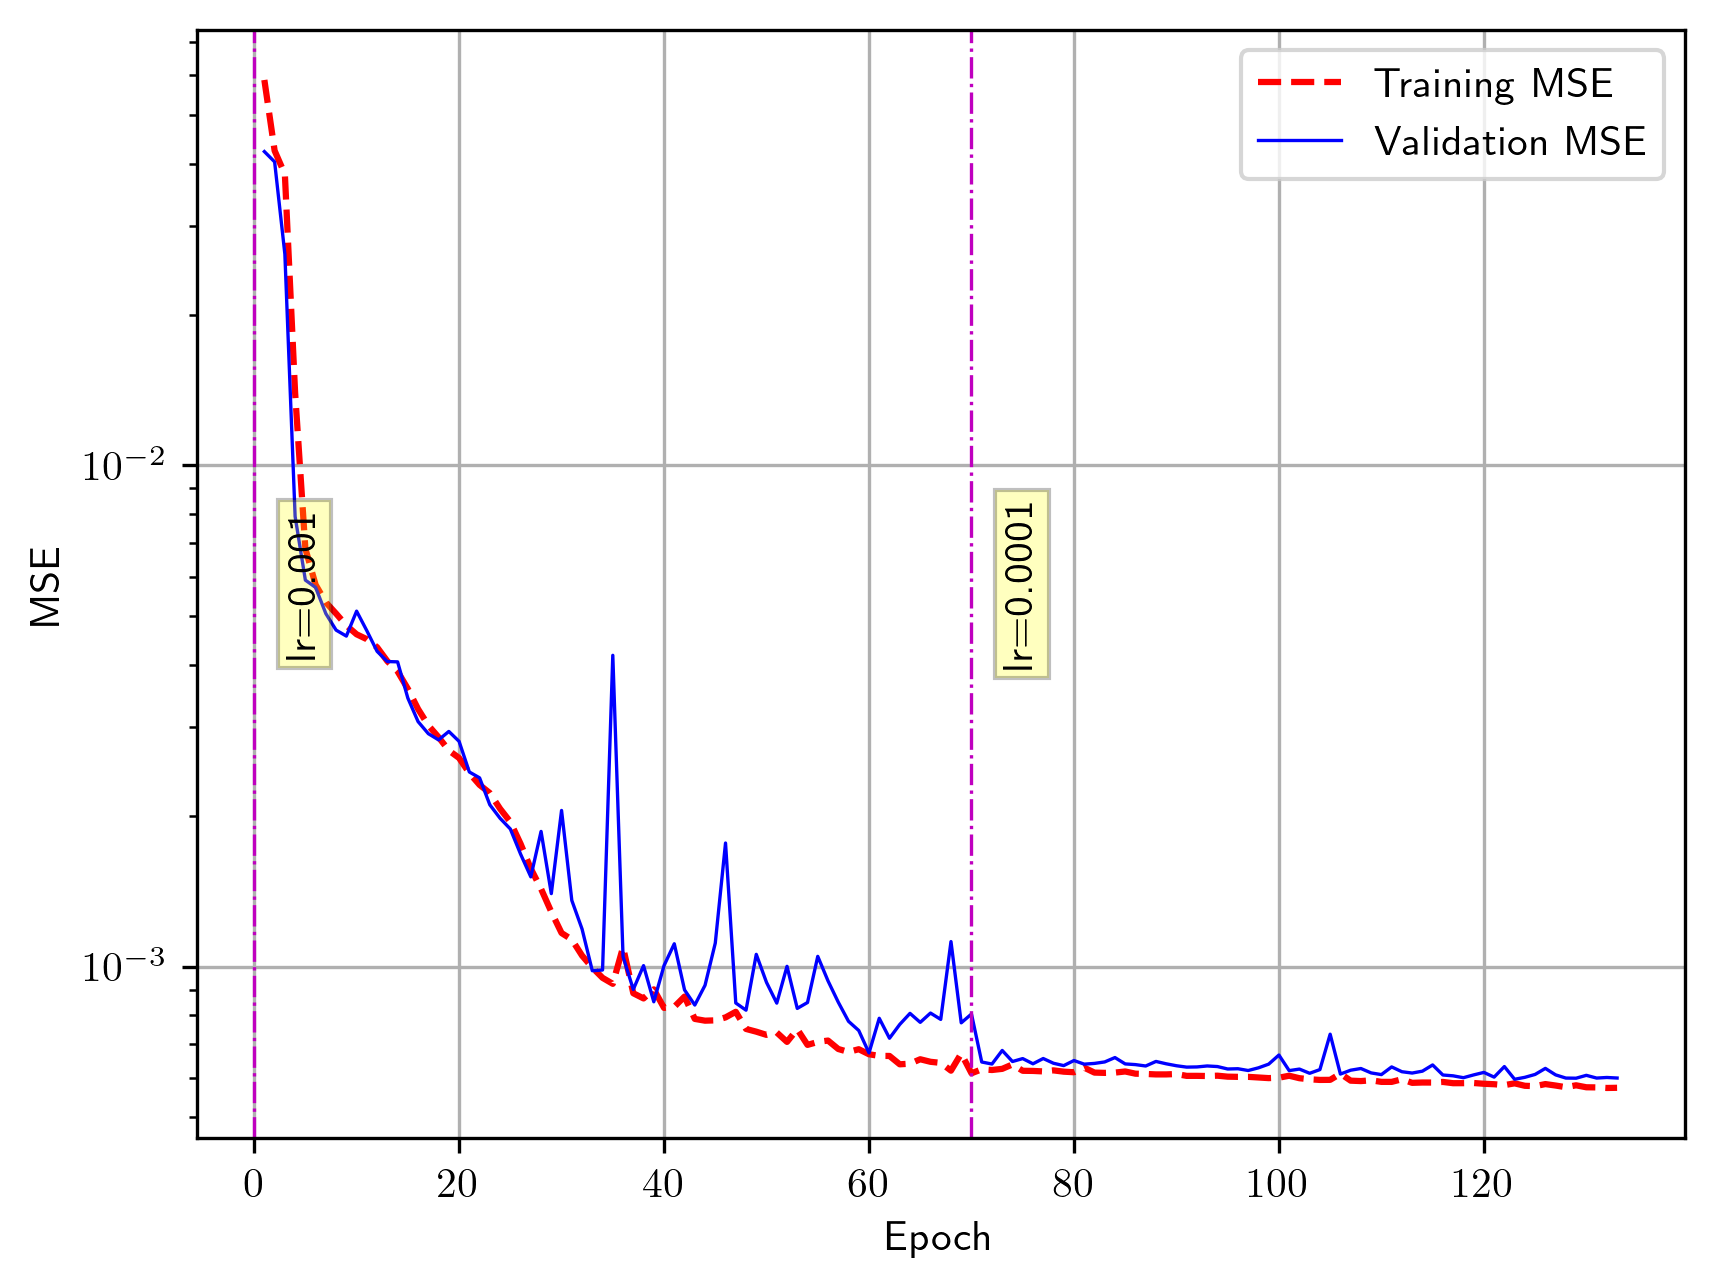 Training MSE
Validation MSE
10⁻²
10⁻³
MSE
lr=0.001
lr=0.0001
0 20 40 60 80 100 120
Epoch